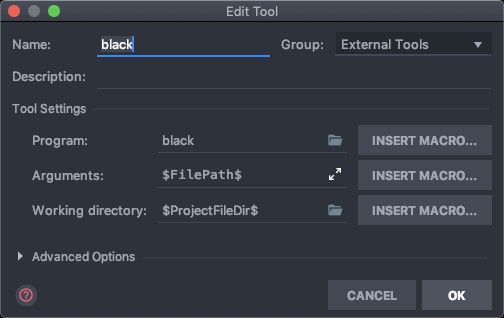 Edit Tool
Name: black Group: External Tools
Description:
Tool Settings
Program: black INSERT MACRO...
Arguments: $FilePath$ INSERT MACRO...
Working directory: $ProjectFileDir$ INSERT MACRO...
Advanced Options
? CANCEL OK